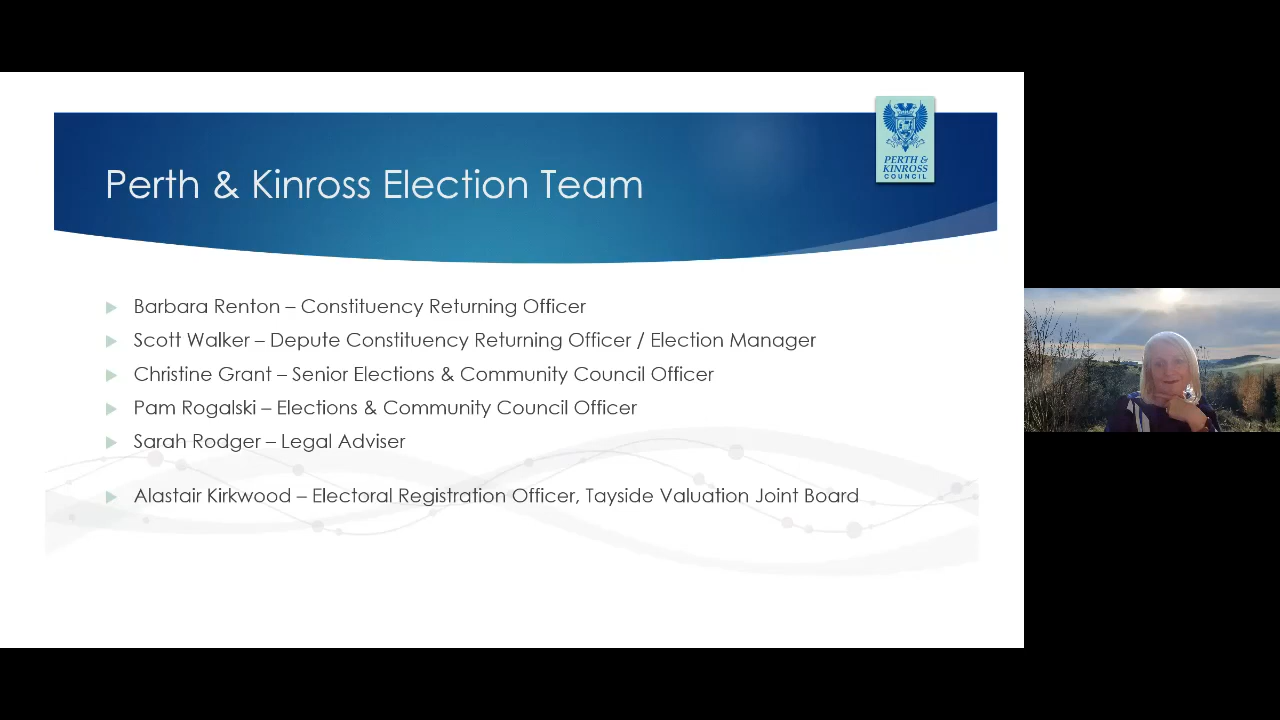 PERTH &
KINROSS
COUNCIL
Perth & Kinross Election Team
Barbara Renton – Constituency Returning Officer
Scott Walker – Depute Constituency Returning Officer / Election Manager
Christine Grant – Senior Elections & Community Council Officer
Pam Rogalski – Elections & Community Council Officer
Sarah Rodger – Legal Adviser
Alastair Kirkwood – Electoral Registration Officer, Tayside Valuation Joint Board